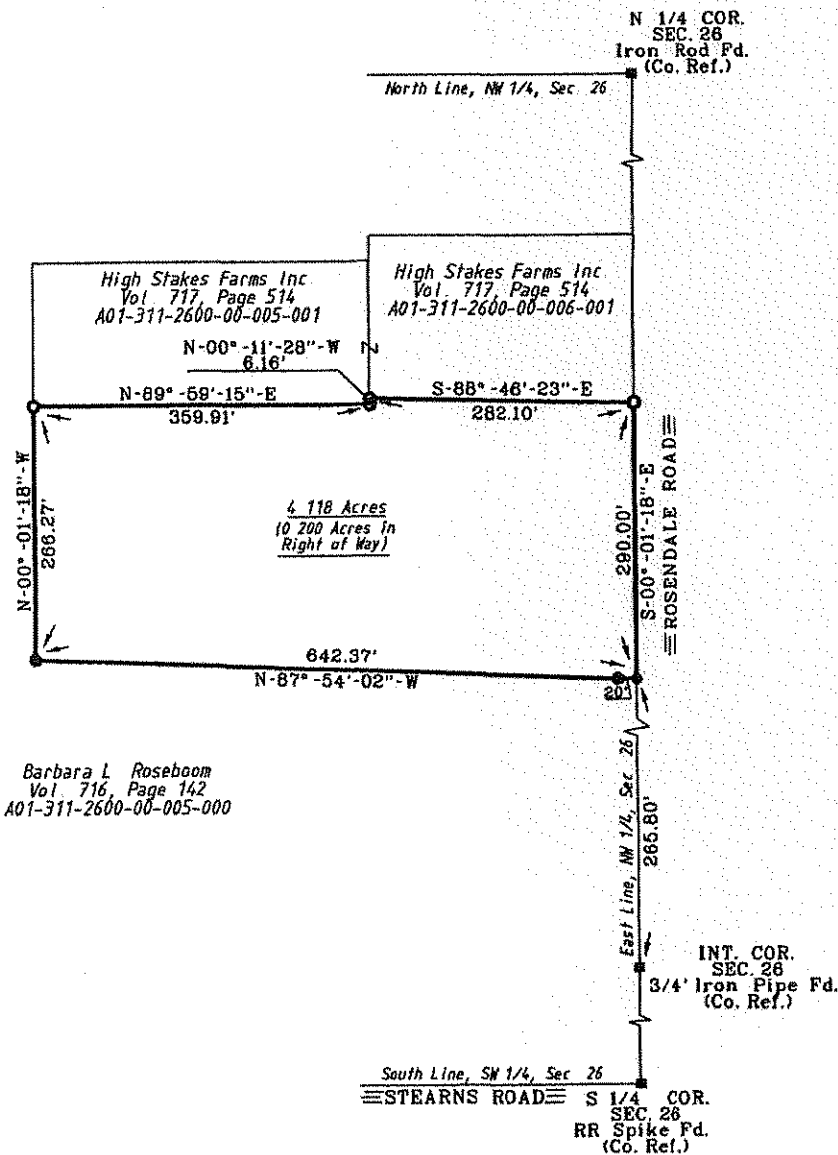 N 1/4 COR.
SEC. 26
Iron Rod Fd.
(Co. Ref.)
North Line, NW 1/4, Sec 26
High Stakes Farms Inc
Vol 717, Page 514
A01-311-2600-00-005-001
High Stakes Farms Inc
Vol. 717, Page 514
A01-311-2600-00-006-001
N-00°-11'-28"-W
6.16'
Z
N-89°-59'-15"-E
359.91'
S-88°-46'-23"-E
282.10'
N-00°-01'-18"-W
266.27'
4 118 Acres
(0 200 Acres in
Right of Way)
290.00'
S-00°-01'-18"-E
ROSENDALE ROAD
642.37'
N-87°-54'-02"-W
20'
Barbara L Roseboom
Vol 716, Page 142
A01-311-2600-00-005-000
East Line, NW 1/4, Sec 26
265.80'
INT. COR.
SEC. 26
3/4' Iron Pipe Fd.
(Co. Ref.)
South Line, SW 1/4, Sec 26
STEARNS ROAD
S 1/4 COR.
SEC. 26
RR Spike Fd.
(Co. Ref.)